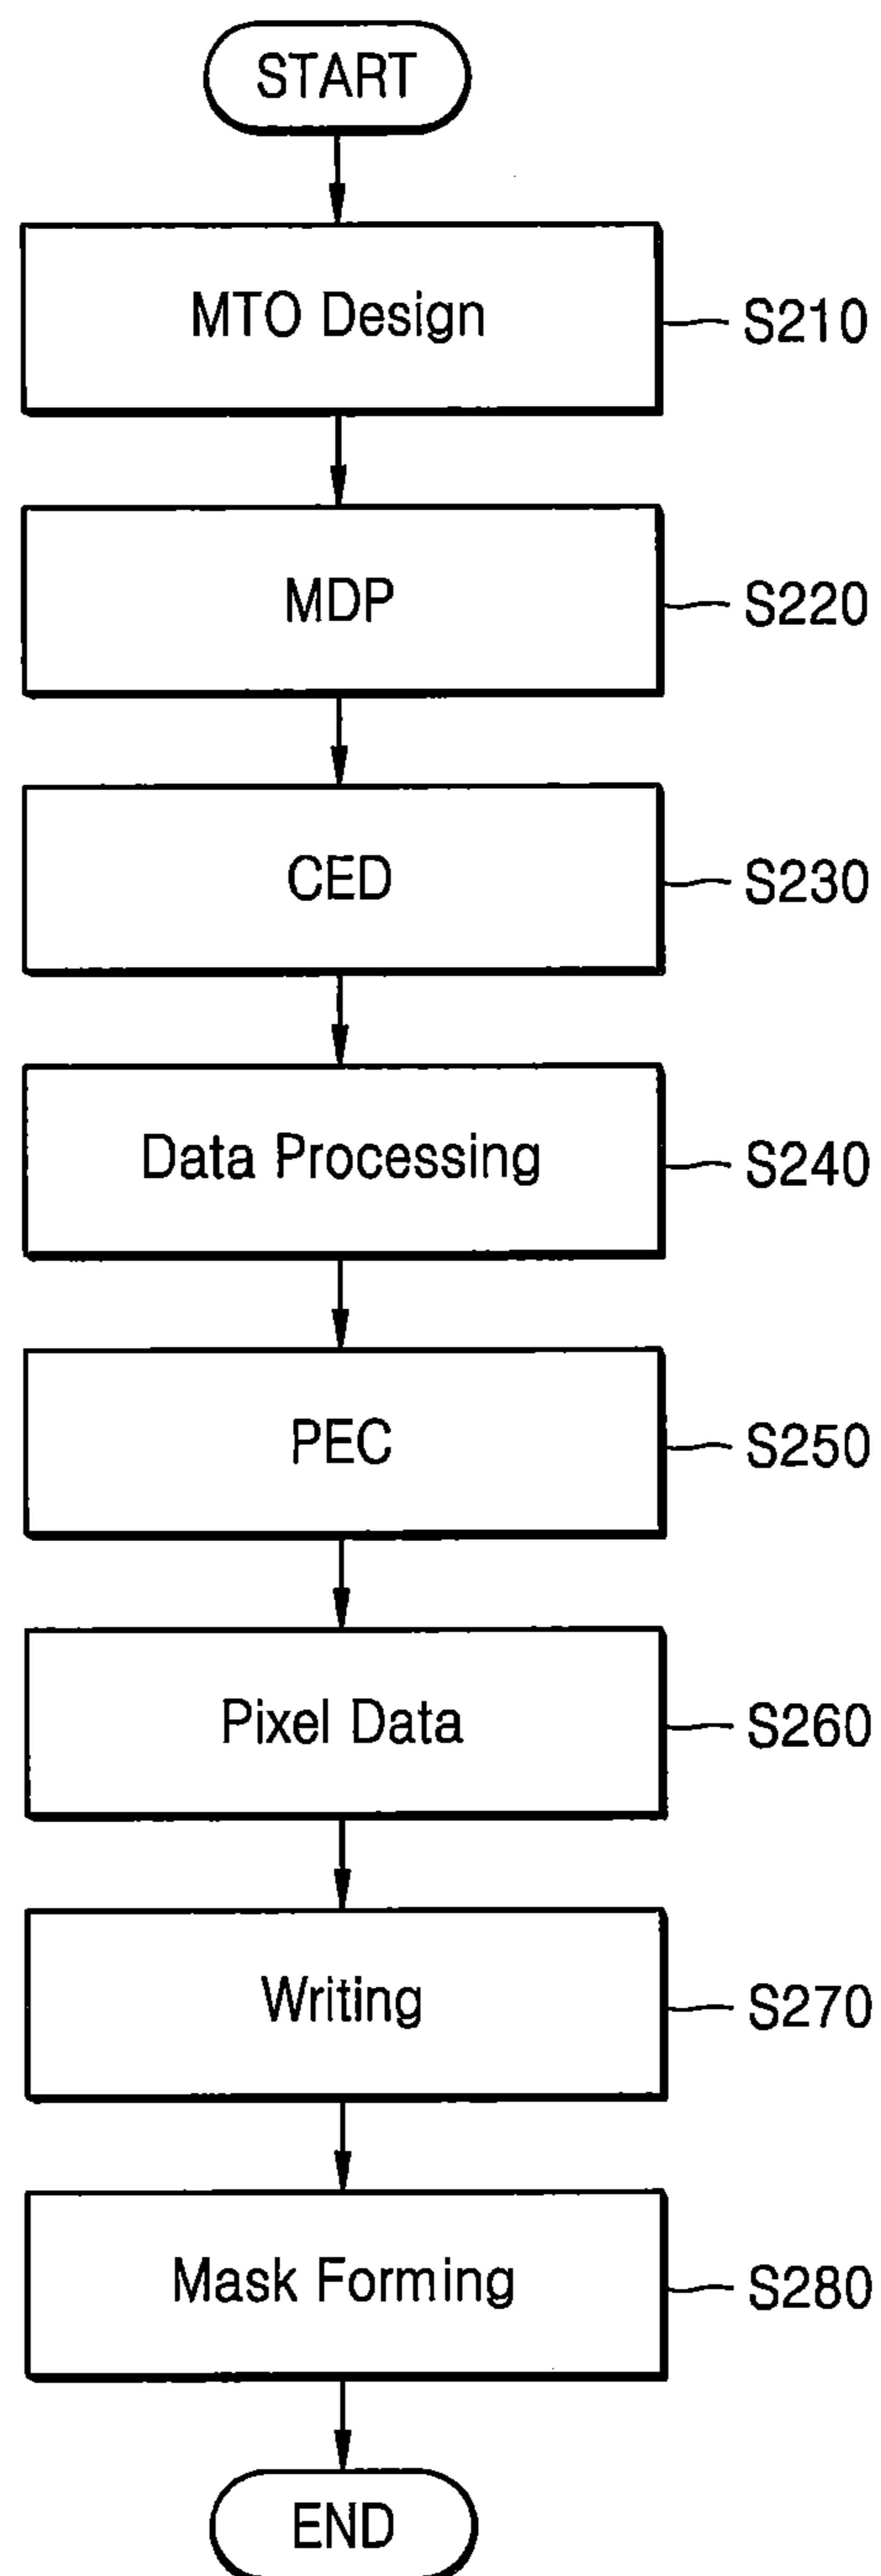 START
MTO Design
S210
MDP
S220
CED
S230
Data Processing
S240
PEC
S250
Pixel Data
S260
Writing
S270
Mask Forming
S280
END